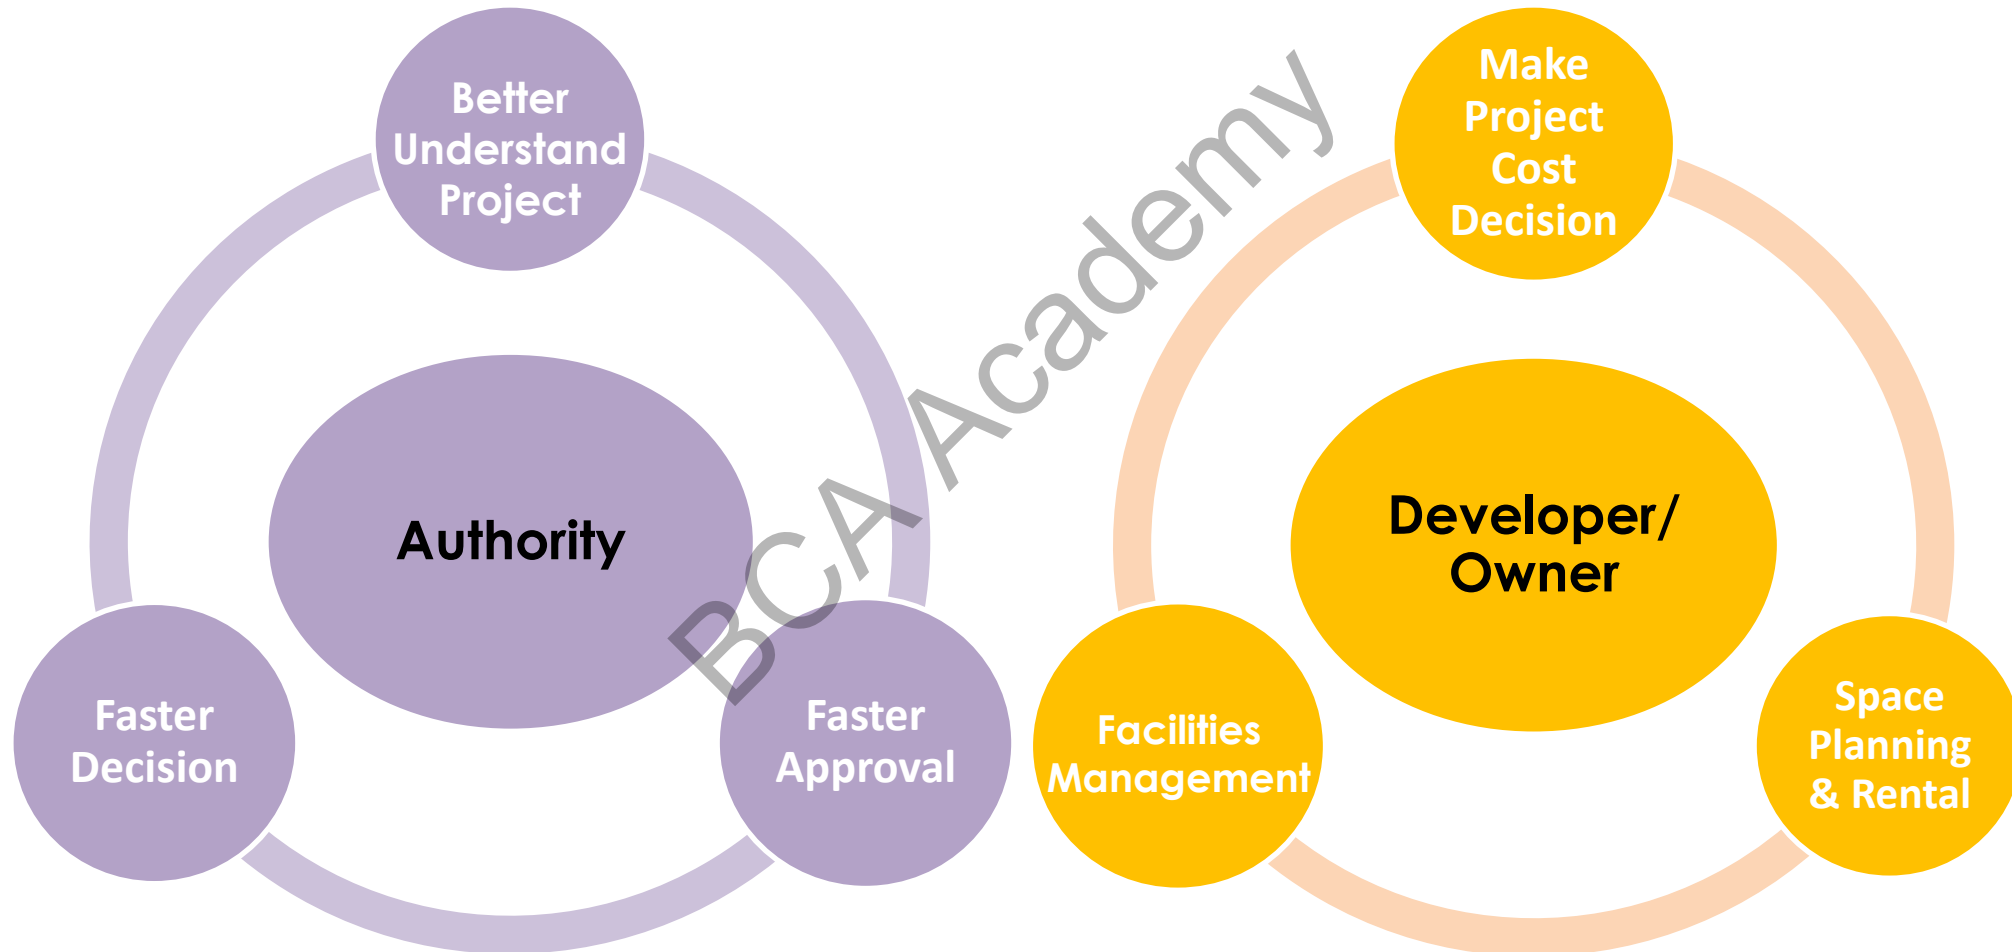 Better
Understand
Project
Authority
Faster
Decision
Faster
Approval
Make
Project
Cost
Decision
Developer/
Owner
Facilities
Management
Space
Planning
& Rental
BCA Academy